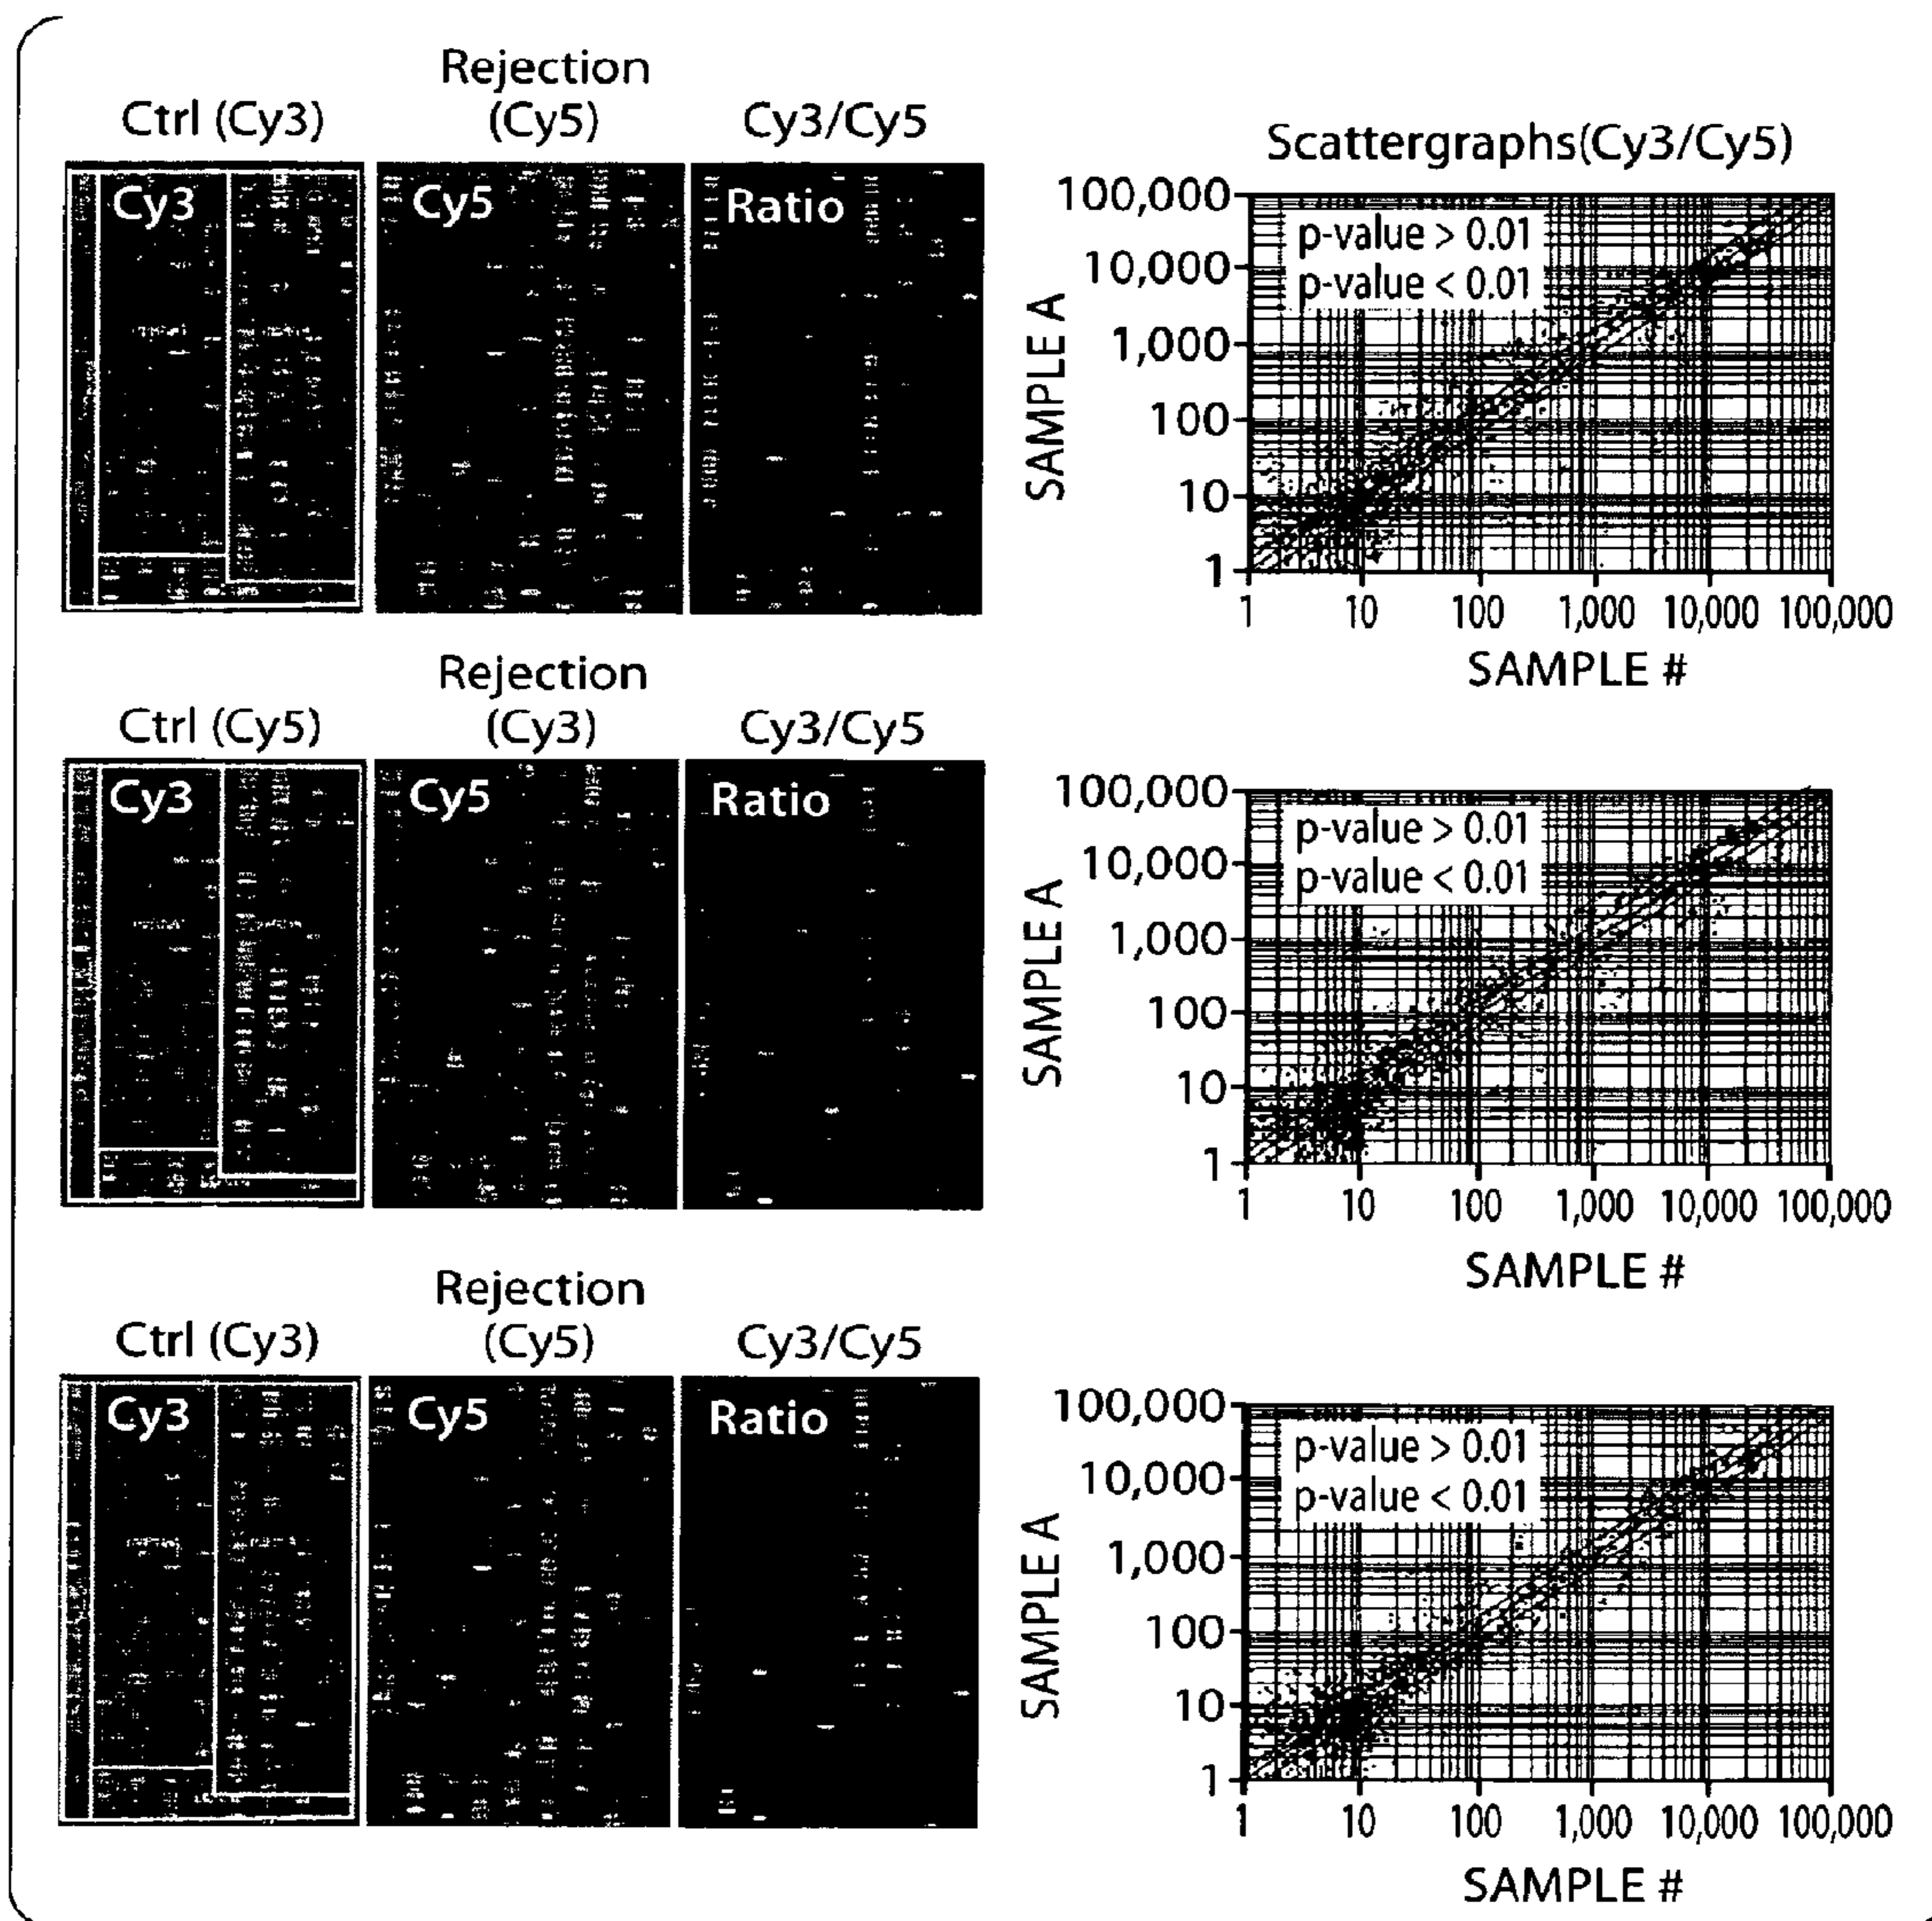 Rejection
Ctrl (Cy3) (Cy5) Cy3/Cy5
Scattergraphs(Cy3/Cy5)
Cy3 Cy5 Ratio
100,000
10,000
1,000
100
10
1
SAMPLE A
p-value > 0.01
p-value < 0.01
1 10 100 1,000 10,000 100,000
SAMPLE #
Rejection
Ctrl (Cy5) (Cy3) Cy3/Cy5
Cy3 Cy5 Ratio
100,000
10,000
1,000
100
10
1
SAMPLE A
p-value > 0.01
p-value < 0.01
1 10 100 1,000 10,000 100,000
SAMPLE #
Rejection
Ctrl (Cy3) (Cy5) Cy3/Cy5
Cy3 Cy5 Ratio
100,000
10,000
1,000
100
10
1
SAMPLE A
p-value > 0.01
p-value < 0.01
1 10 100 1,000 10,000 100,000
SAMPLE #